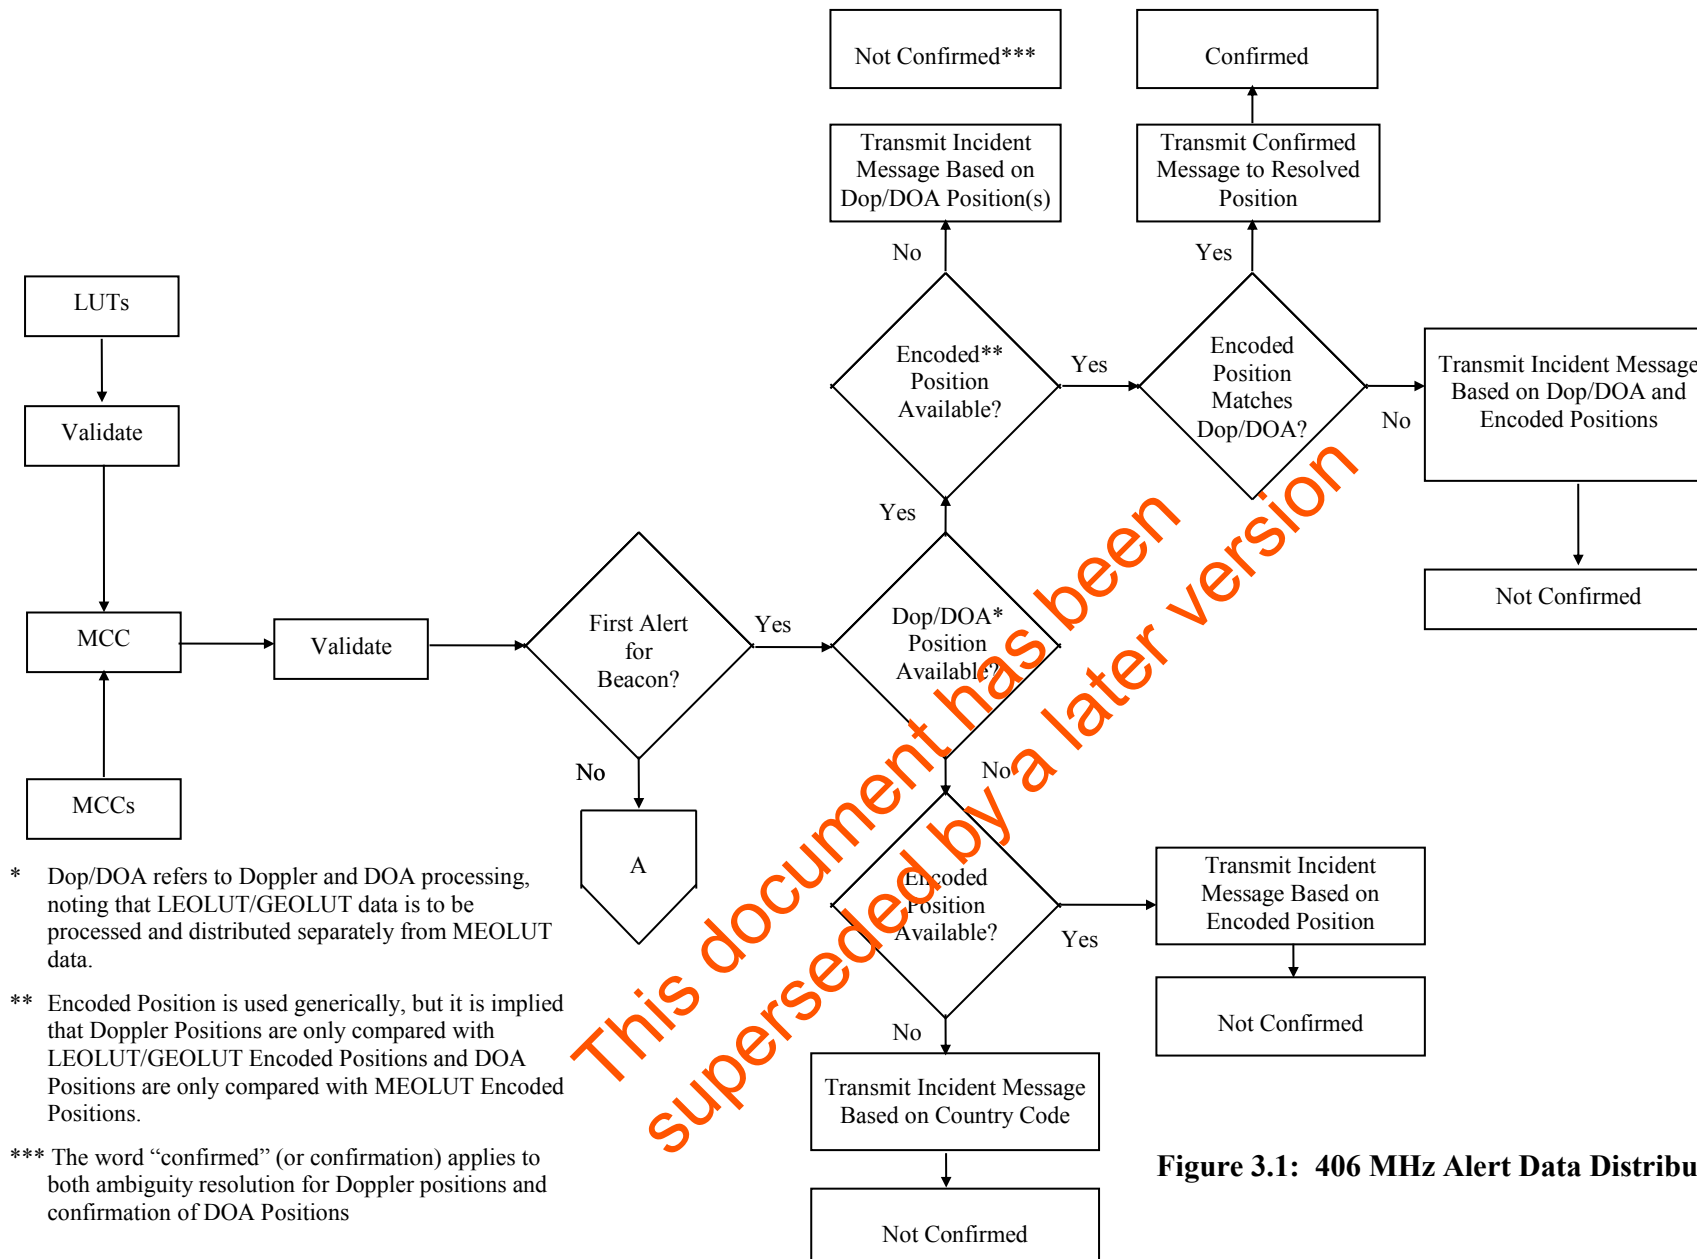 Not Confirmed***
Confirmed
Transmit Incident
Message Based on
Dop/DOA Position(s)
Transmit Confirmed
Message to Resolved
Position
No
Yes
LUTs
Encoded**
Position
Available?
Yes
Encoded
Position
Matches
Dop/DOA?
No
Transmit Incident Message
Based on Dop/DOA and
Encoded Positions
Validate
Yes
Not Confirmed
MCC
Validate
First Alert
for
Beacon?
Yes
Dop/DOA*
Position
Available?
No
No
MCCs
A
Encoded
Position
Available?
Yes
Transmit Incident
Message Based on
Encoded Position
Not Confirmed
No
Transmit Incident Message
Based on Country Code
Not Confirmed
* Dop/DOA refers to Doppler and DOA processing,
noting that LEOLUT/GEOLUT data is to be
processed and distributed separately from MEOLUT
data.
** Encoded Position is used generically, but it is implied
that Doppler Positions are only compared with
LEOLUT/GEOLUT Encoded Positions and DOA
Positions are only compared with MEOLUT Encoded
Positions.
*** The word “confirmed” (or confirmation) applies to
both ambiguity resolution for Doppler positions and
confirmation of DOA Positions
Figure 3.1: 406 MHz Alert Data Distribu
This document has been
superseded by a later version